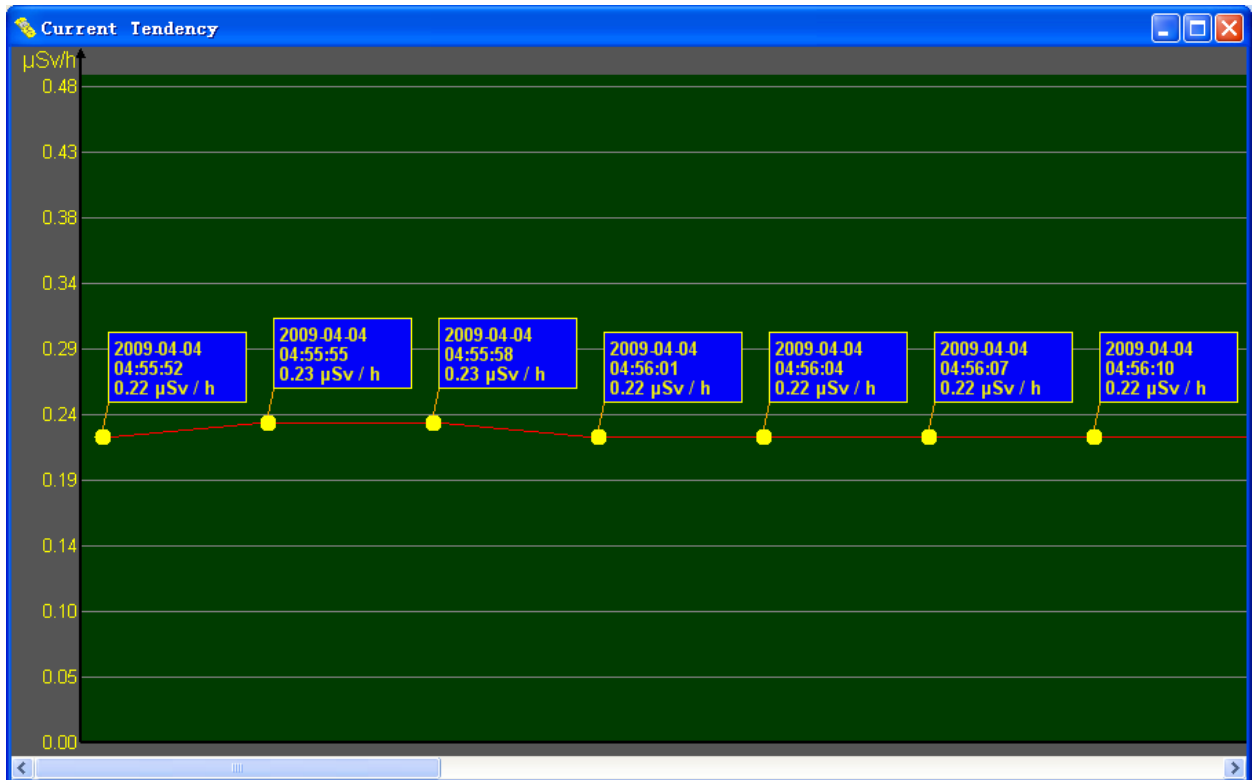 Current Tendency
µSv/h
0.48
0.43
0.38
0.34
0.29
0.24
0.19
0.14
0.10
0.05
0.00
2009-04-04
04:55:52
0.22 µSv / h
2009-04-04
04:55:55
0.23 µSv / h
2009-04-04
04:55:58
0.23 µSv / h
2009-04-04
04:56:01
0.22 µSv / h
2009-04-04
04:56:04
0.22 µSv / h
2009-04-04
04:56:07
0.22 µSv / h
2009-04-04
04:56:10
0.22 µSv / h